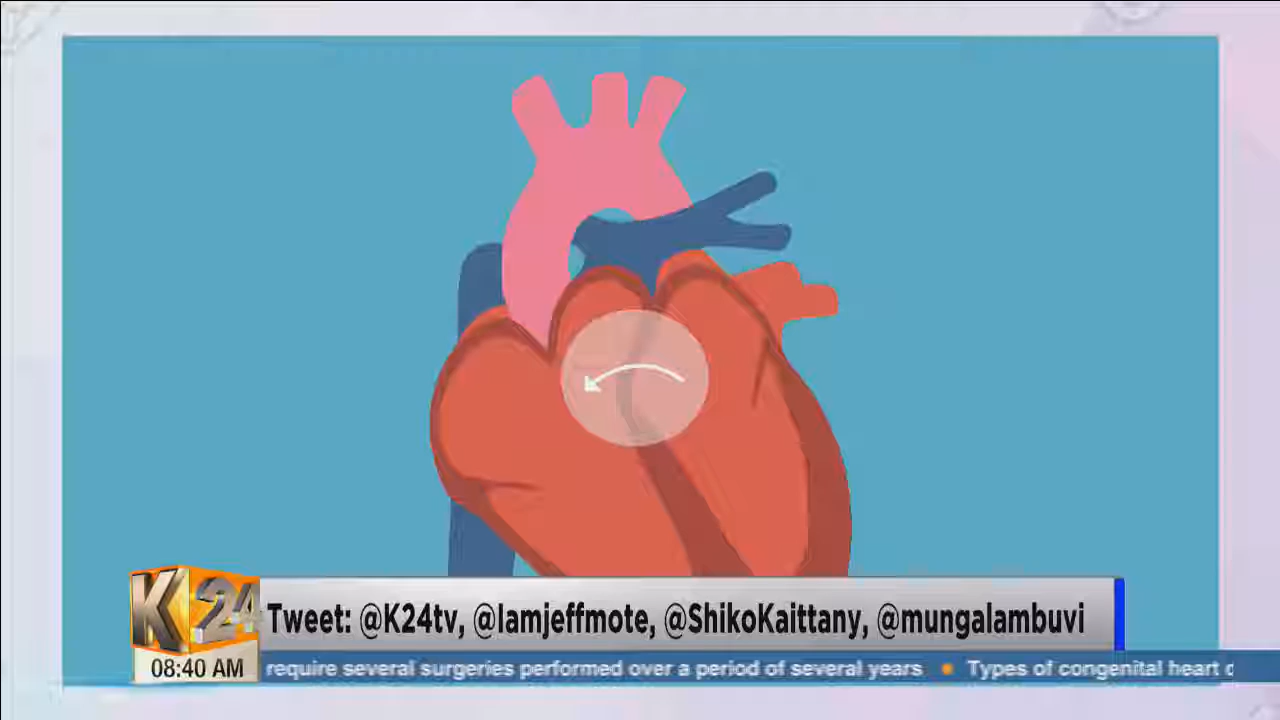 Tweet: @K24tv, @Iamjeffmote, @ShikoKaittany, @mungalambuvi
K24
08:40 AM
require several surgeries performed over a period of several years • Types of congenital heart